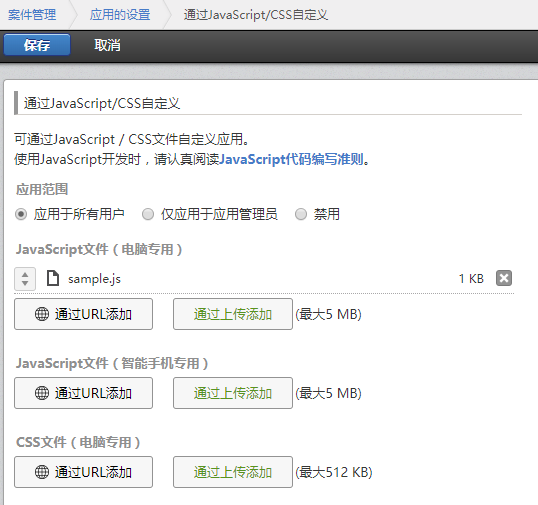 案件管理 应用的设置 通过JavaScript/CSS自定义
保存 取消
通过JavaScript/CSS自定义
可通过JavaScript / CSS文件自定义应用。
使用JavaScript开发时，请认真阅读JavaScript代码编写准则。
应用范围
应用于所有用户 仅应用于应用管理员 禁用
JavaScript文件（电脑专用）
sample.js 1 KB
通过URL添加 通过上传添加 (最大5 MB)
JavaScript文件（智能手机专用）
通过URL添加 通过上传添加 (最大5 MB)
CSS文件（电脑专用）
通过URL添加 通过上传添加 (最大512 KB)